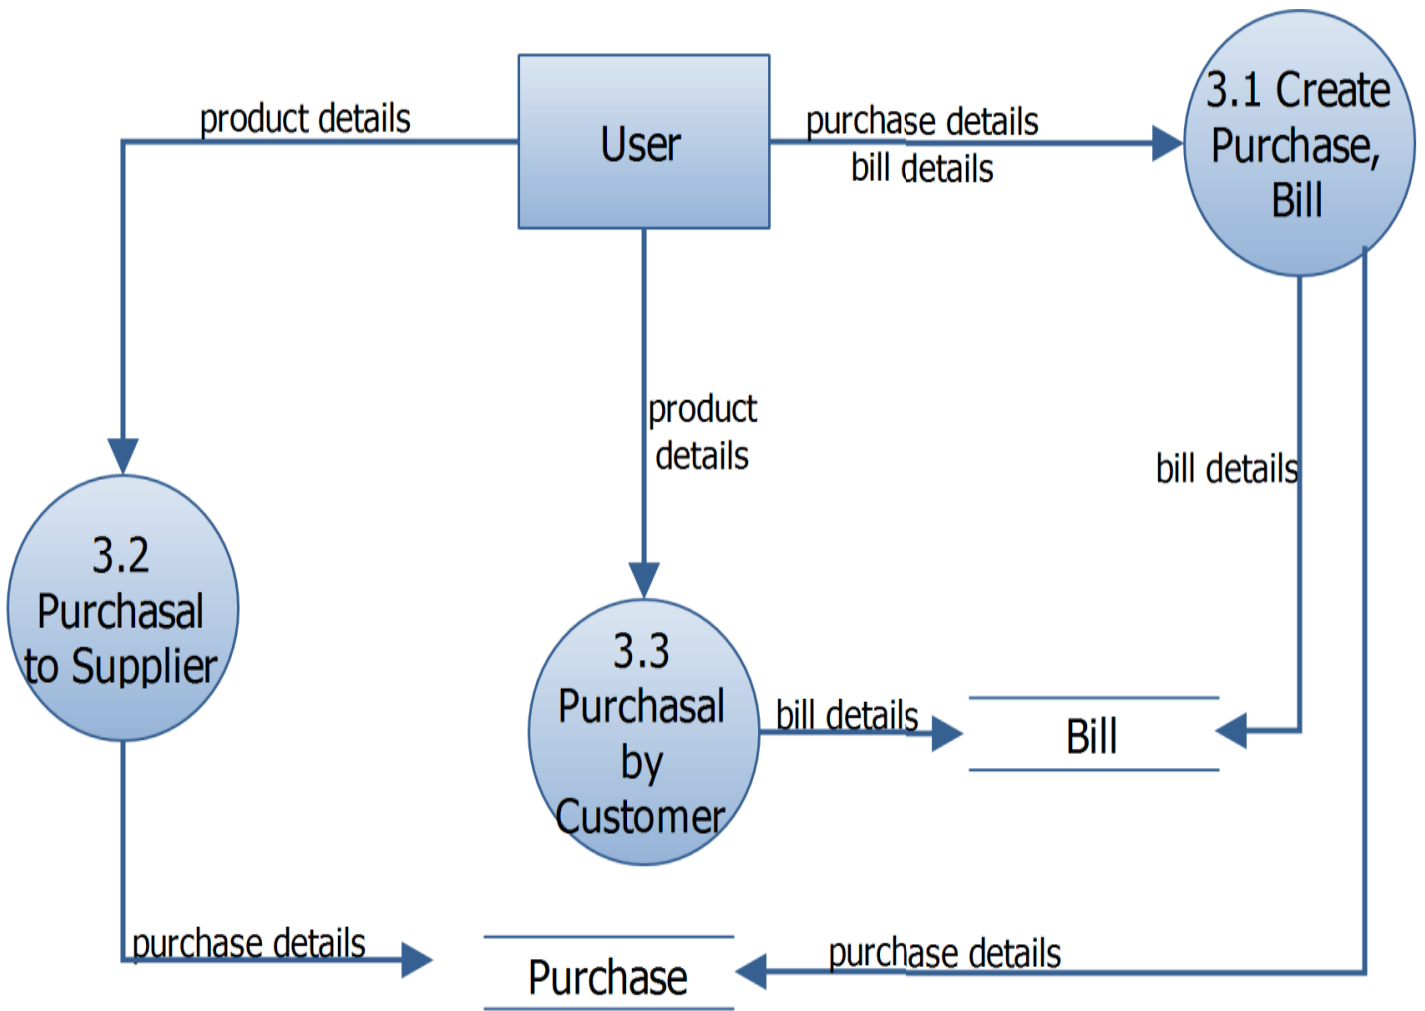 product details
User
purchase details
bill details
3.1 Create
Purchase,
Bill
product
details
bill details
3.2
Purchasal
to Supplier
3.3
Purchasal
by
Customer
bill details
Bill
purchase details
Purchase
purchase details